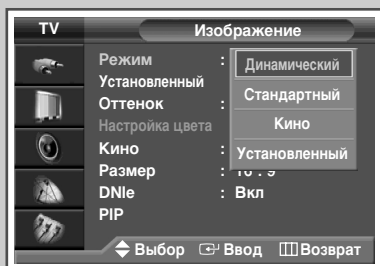 TV Изображение
Режим : Динамический
Установленный
Оттенок : Стандартный
Настройка цвета
Кино : Кино
Размер : 16 : 9 Установленный
DNIe : Вкл
PIP
Выбор Ввод Возврат